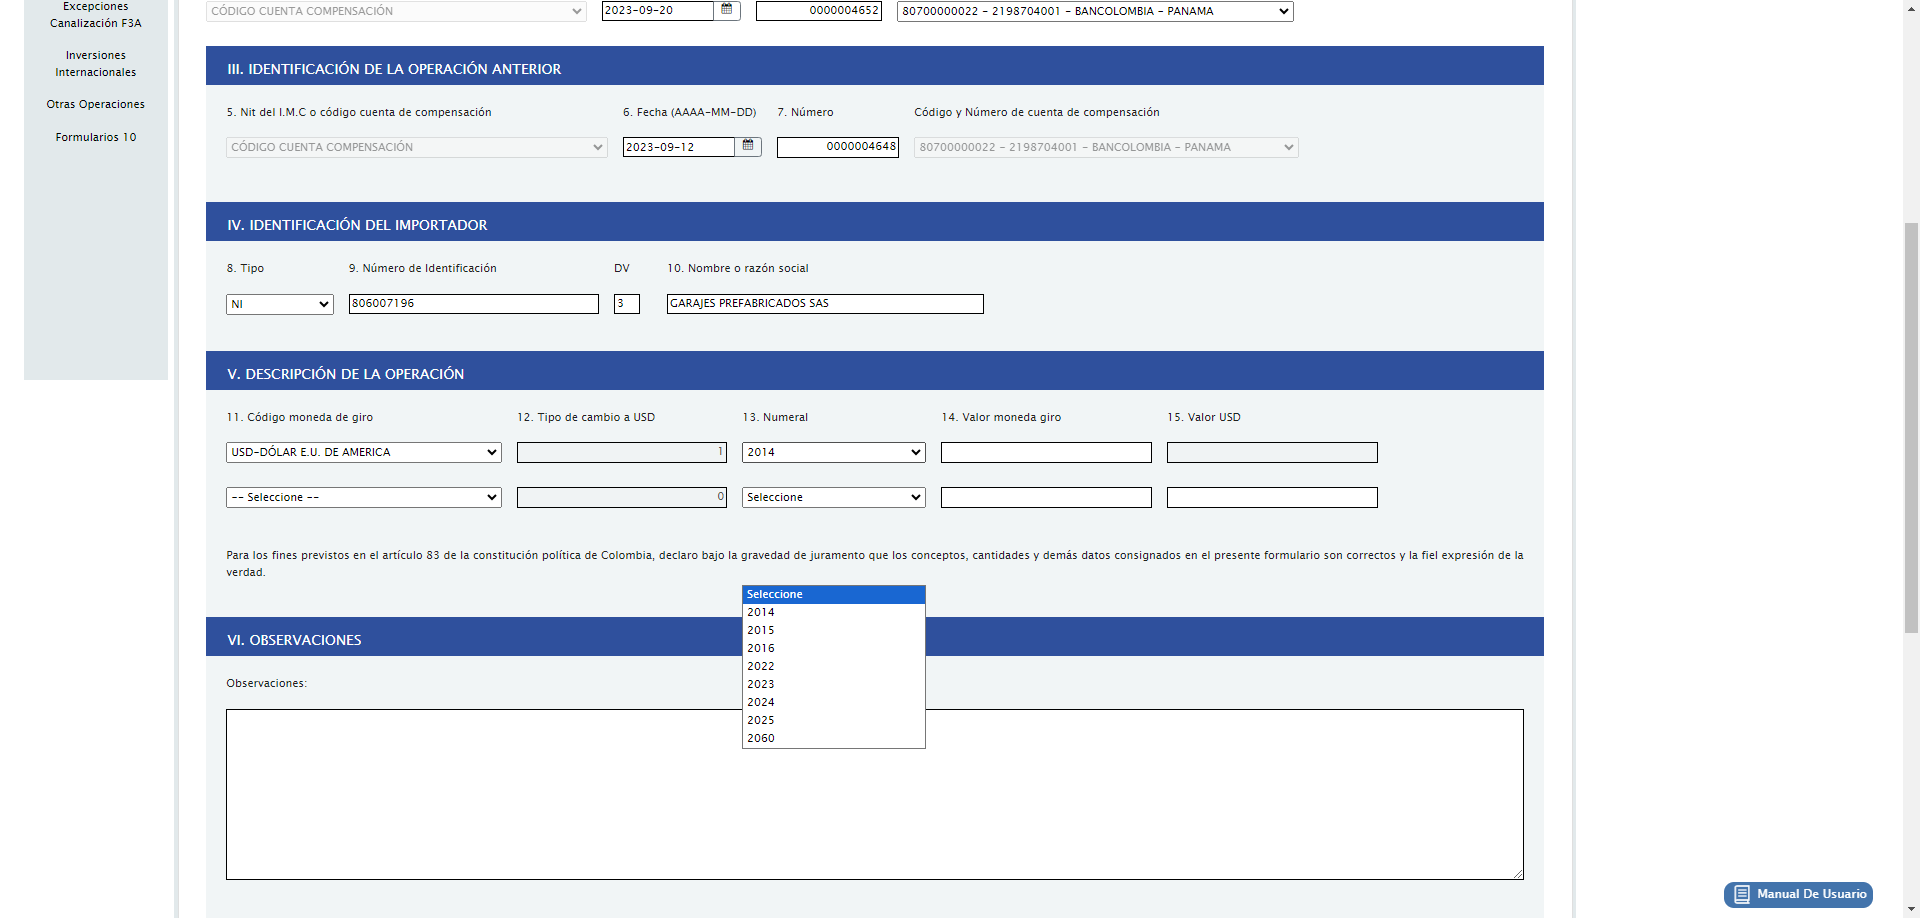 Excepciones
Canalización F3A
Inversiones
Internacionales
Otras Operaciones
Formularios 10
CÓDIGO CUENTA COMPENSACIÓN 2023-09-20 0000004652 80700000022 - 2198704001 - BANCOLOMBIA - PANAMA
III. IDENTIFICACIÓN DE LA OPERACIÓN ANTERIOR
5. Nit del I.M.C o código cuenta de compensación 6. Fecha (AAAA-MM-DD) 7. Número Código y Número de cuenta de compensación
CÓDIGO CUENTA COMPENSACIÓN 2023-09-12 0000004648 80700000022 - 2198704001 - BANCOLOMBIA - PANAMA
IV. IDENTIFICACIÓN DEL IMPORTADOR
8. Tipo 9. Número de Identificación DV 10. Nombre o razón social
NI 806007196 3 GARAJES PREFABRICADOS SAS
V. DESCRIPCIÓN DE LA OPERACIÓN
11. Código moneda de giro 12. Tipo de cambio a USD 13. Numeral 14. Valor moneda giro 15. Valor USD
USD-DÓLAR E.U. DE AMERICA 1 2014
-- Seleccione -- 0 Seleccione
Para los fines previstos en el artículo 83 de la constitución política de Colombia, declaro bajo la gravedad de juramento que los conceptos, cantidades y demás datos consignados en el presente formulario son correctos y la fiel expresión de la
verdad.
Seleccione
2014
2015
2016
2022
2023
2024
2025
2060
VI. OBSERVACIONES
Observaciones:
Manual De Usuario